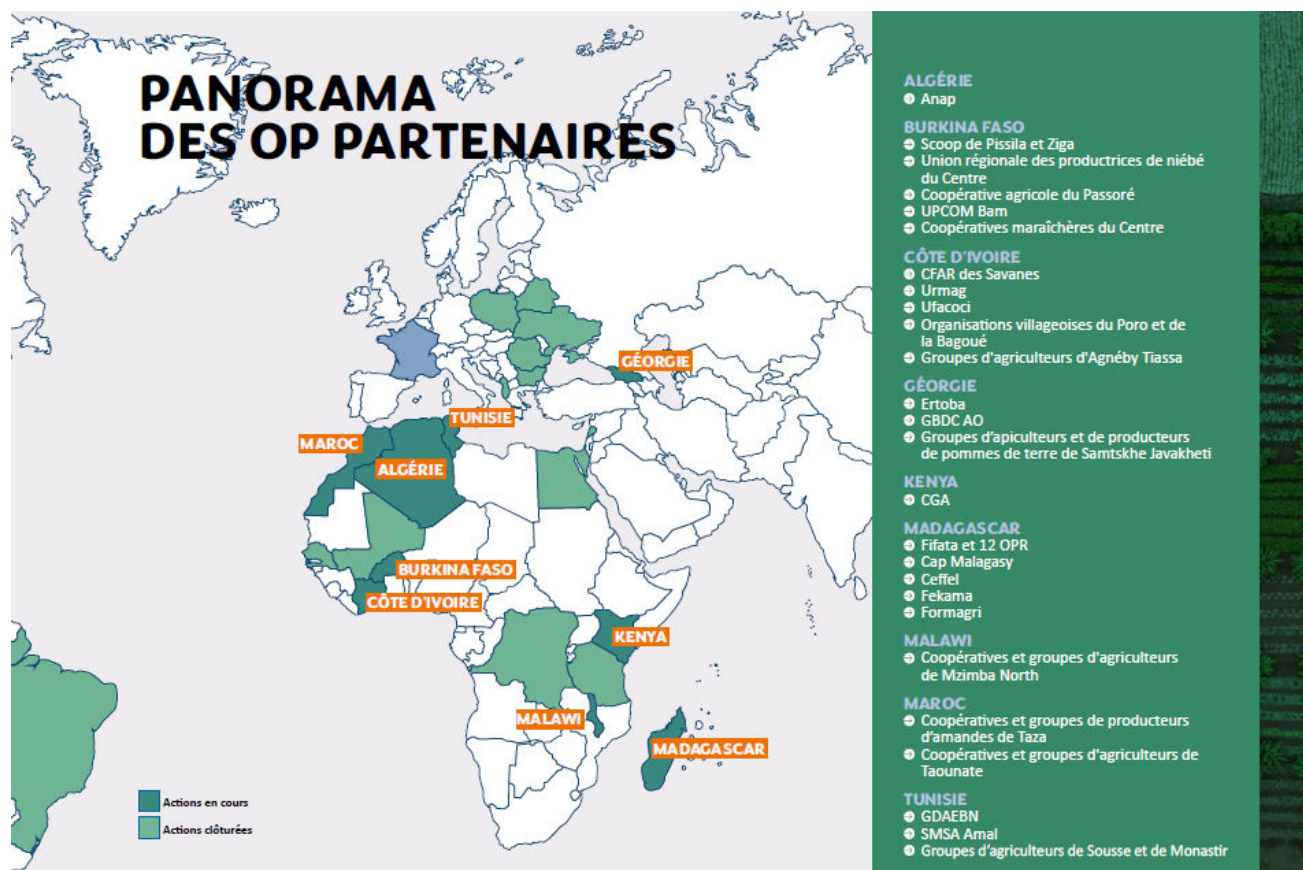 PANORAMA
DES OP PARTENAIRES
GÉORGIE
TUNISIE
MAROC
ALGÉRIE
BURKINA FASO
CÔTE D'IVOIRE
KENYA
MALAWI
MADAGASCAR
Actions en cours
Actions clôturées
ALGÉRIE
Anap
BURKINA FASO
Scoop de Pissila et Ziga
Union régionale des productrices de niébé
du Centre
Coopérative agricole du Passoré
UPCOM Bam
Coopératives maraîchères du Centre
CÔTE D'IVOIRE
CFAR des Savanes
Urmag
Ufacoci
Organisations villageoises du Poro et de
la Bagoué
Groupes d'agriculteurs d'Agnéby Tiassa
GÉORGIE
Ertoba
GBDC AO
Groupes d'apiculteurs et de producteurs
de pommes de terre de Samtskhe Javakheti
KENYA
CGA
MADAGASCAR
Fifata et 12 OPR
Cap Malagasy
Ceffel
Fekama
Formagri
MALAWI
Coopératives et groupes d'agriculteurs
de Mzimba North
MAROC
Coopératives et groupes de producteurs
d'amandes de Taza
Coopératives et groupes d'agriculteurs de
Taounate
TUNISIE
GDAEBN
SMSA Amal
Groupes d'agriculteurs de Sousse et de Monastir